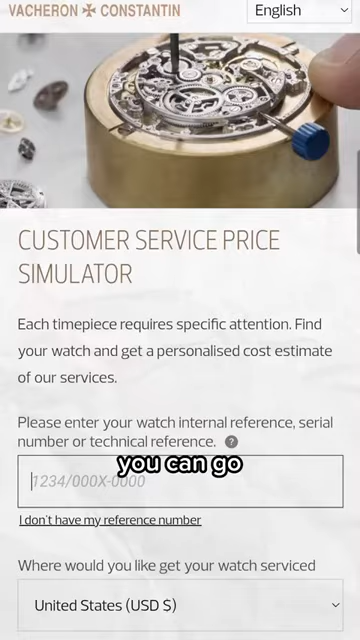 VACHERON CONSTANTIN
English
CUSTOMER SERVICE PRICE
SIMULATOR
Each timepiece requires specific attention. Find
your watch and get a personalised cost estimate
of our services.
Please enter your watch internal reference, serial
number or technical reference. ?
you can go
1234/000X-0000
I don't have my reference number
Where would you like get your watch serviced
United States (USD $)